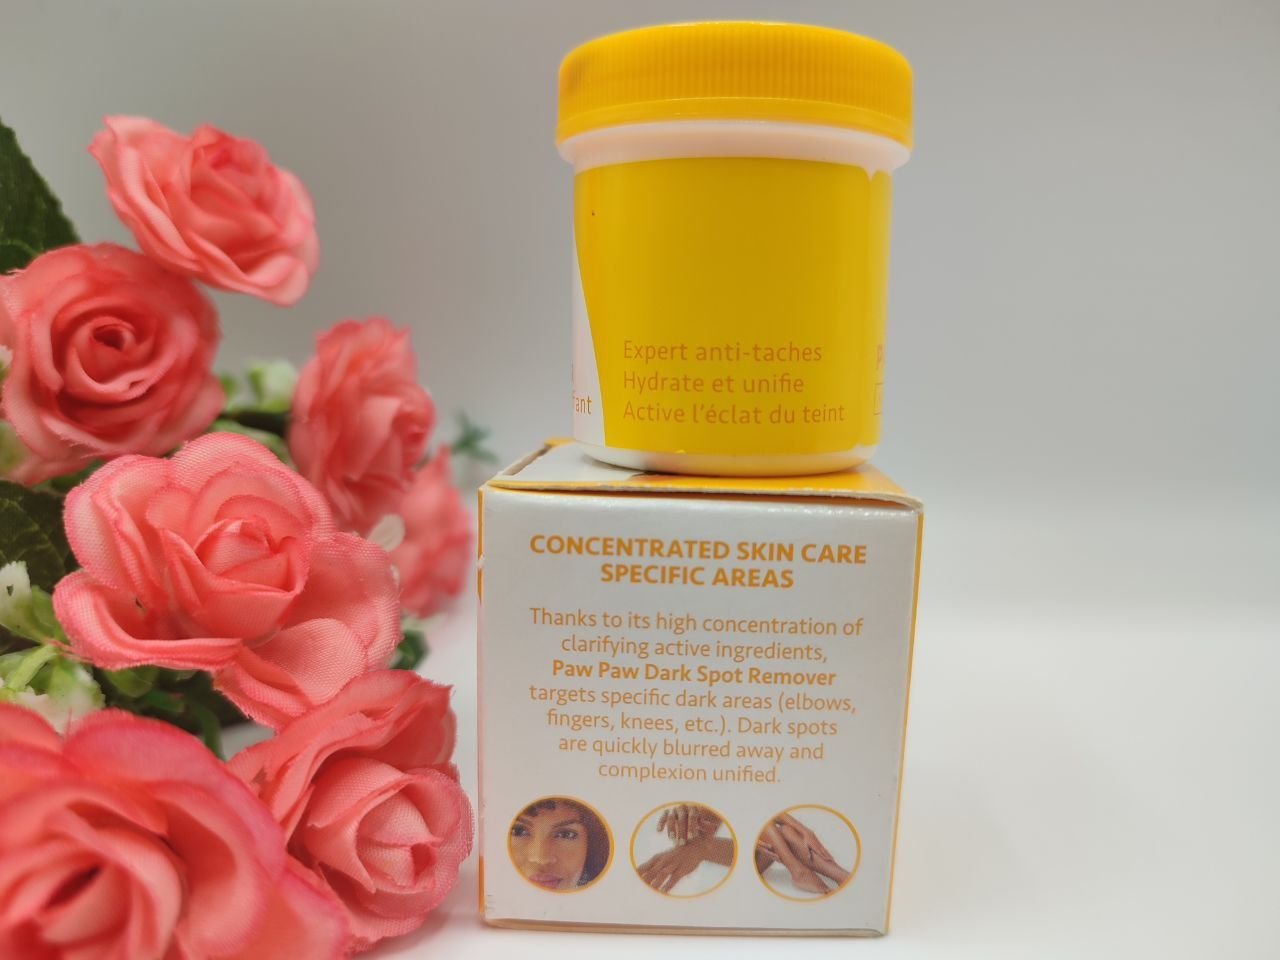 Expert anti-taches
Hydrate et unifie
Active l'éclat du teint
CONCENTRATED SKIN CARE
SPECIFIC AREAS
Thanks to its high concentration of
clarifying active ingredients,
Paw Paw Dark Spot Remover
targets specific dark areas (elbows,
fingers, knees, etc.). Dark spots
are quickly blurred away and
complexion unified.